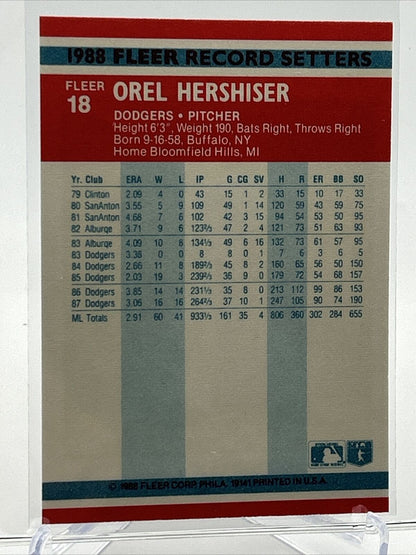 1988 FLEER RECORD SETTERS
FLEER 18 OREL HERSHISER
DODGERS • PITCHER
Height 6'3", Weight 190, Bats Right, Throws Right
Born 9-16-58, Buffalo, NY
Home Bloomfield Hills, MI
Yr. Club ERA W L IP G CG SV H R ER BB SO
79 Clinton 2.09 4 0 43 15 1 2 33 15 10 17 33
80 SanAnton 3.55 5 9 109 49 1 14 120 59 43 59 75
81 SanAnton 4.68 7 6 102 42 3 15 94 54 53 50 95
82 Alburqe 3.71 9 6 123⅔ 47 2 4 121 73 51 63 93
83 Alburqe 4.09 10 8 134⅓ 49 6 16 132 73 61 57 95
83 Dodgers 3.38 0 0 8 8 0 1 7 6 3 6 5
84 Dodgers 2.66 11 8 189⅔ 45 8 2 160 65 56 50 150
85 Dodgers 2.03 19 3 239⅔ 36 9 0 179 72 54 68 157
86 Dodgers 3.85 14 14 231⅓ 35 8 0 213 112 99 86 153
87 Dodgers 3.06 16 16 264⅔ 37 10 1 247 105 90 74 190
ML Totals 2.91 60 41 933⅓ 161 35 4 806 360 302 284 655
© 1988 FLEER CORP. PHILA. 19141 PRINTED IN U.S.A.